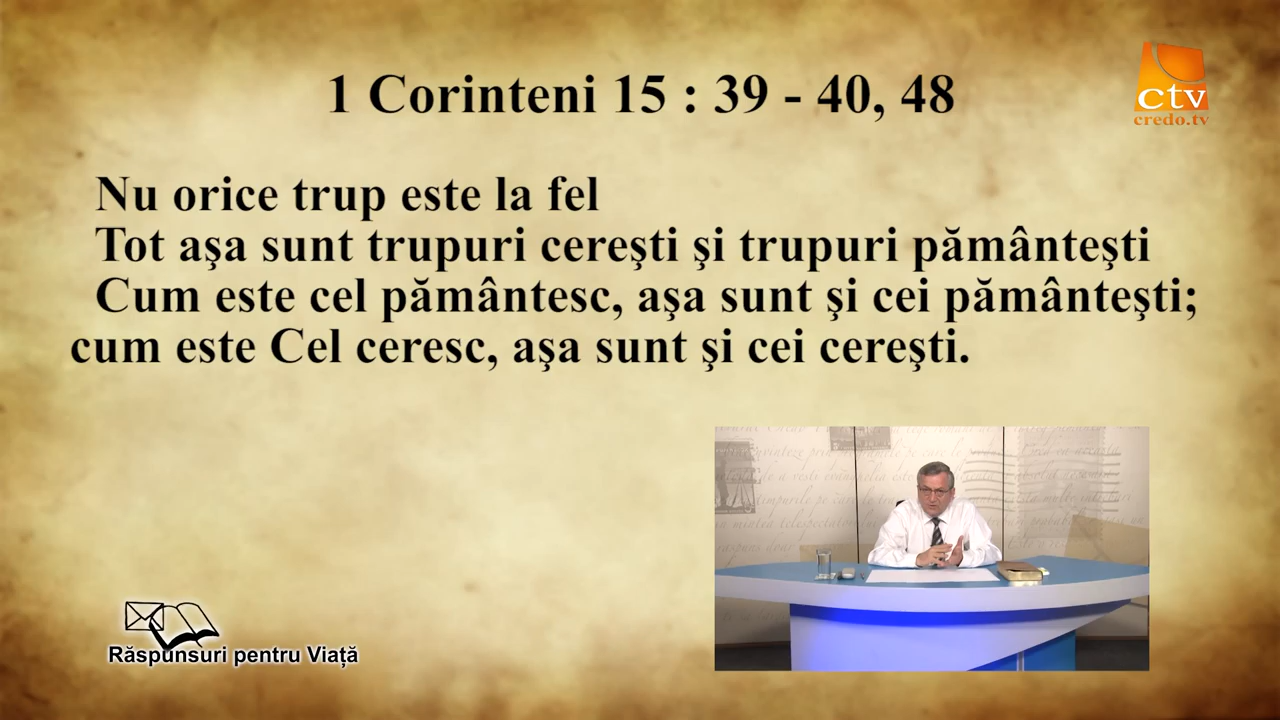 1 Corinteni 15 : 39 - 40, 48
ctv
credo.tv
Nu orice trup este la fel
Tot aşa sunt trupuri cereşti şi trupuri pământeşti
Cum este cel pământesc, aşa sunt şi cei pământeşti;
cum este Cel ceresc, aşa sunt şi cei cereşti.
Răspunsuri pentru Viață